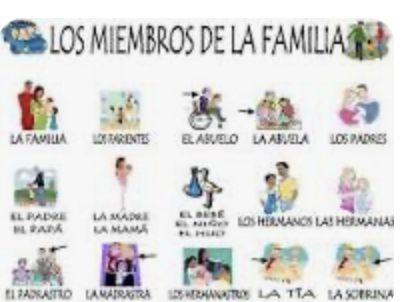 LOS MIEMBROS DE LA FAMILIA
LA FAMILIA
LOS PARIENTES
EL ABUELO
LA ABUELA
LOS PADRES
EL PADRE
EL PAPÁ
LA MADRE
LA MAMÁ
EL BEBÉ
EL NIÑO
EL HIJO
LOS HERMANOS
LAS HERMANAS
EL PADRASTRO
LA MADRASTRA
LOS HERMANASTROS
LA TÍA
LA SOBRINA